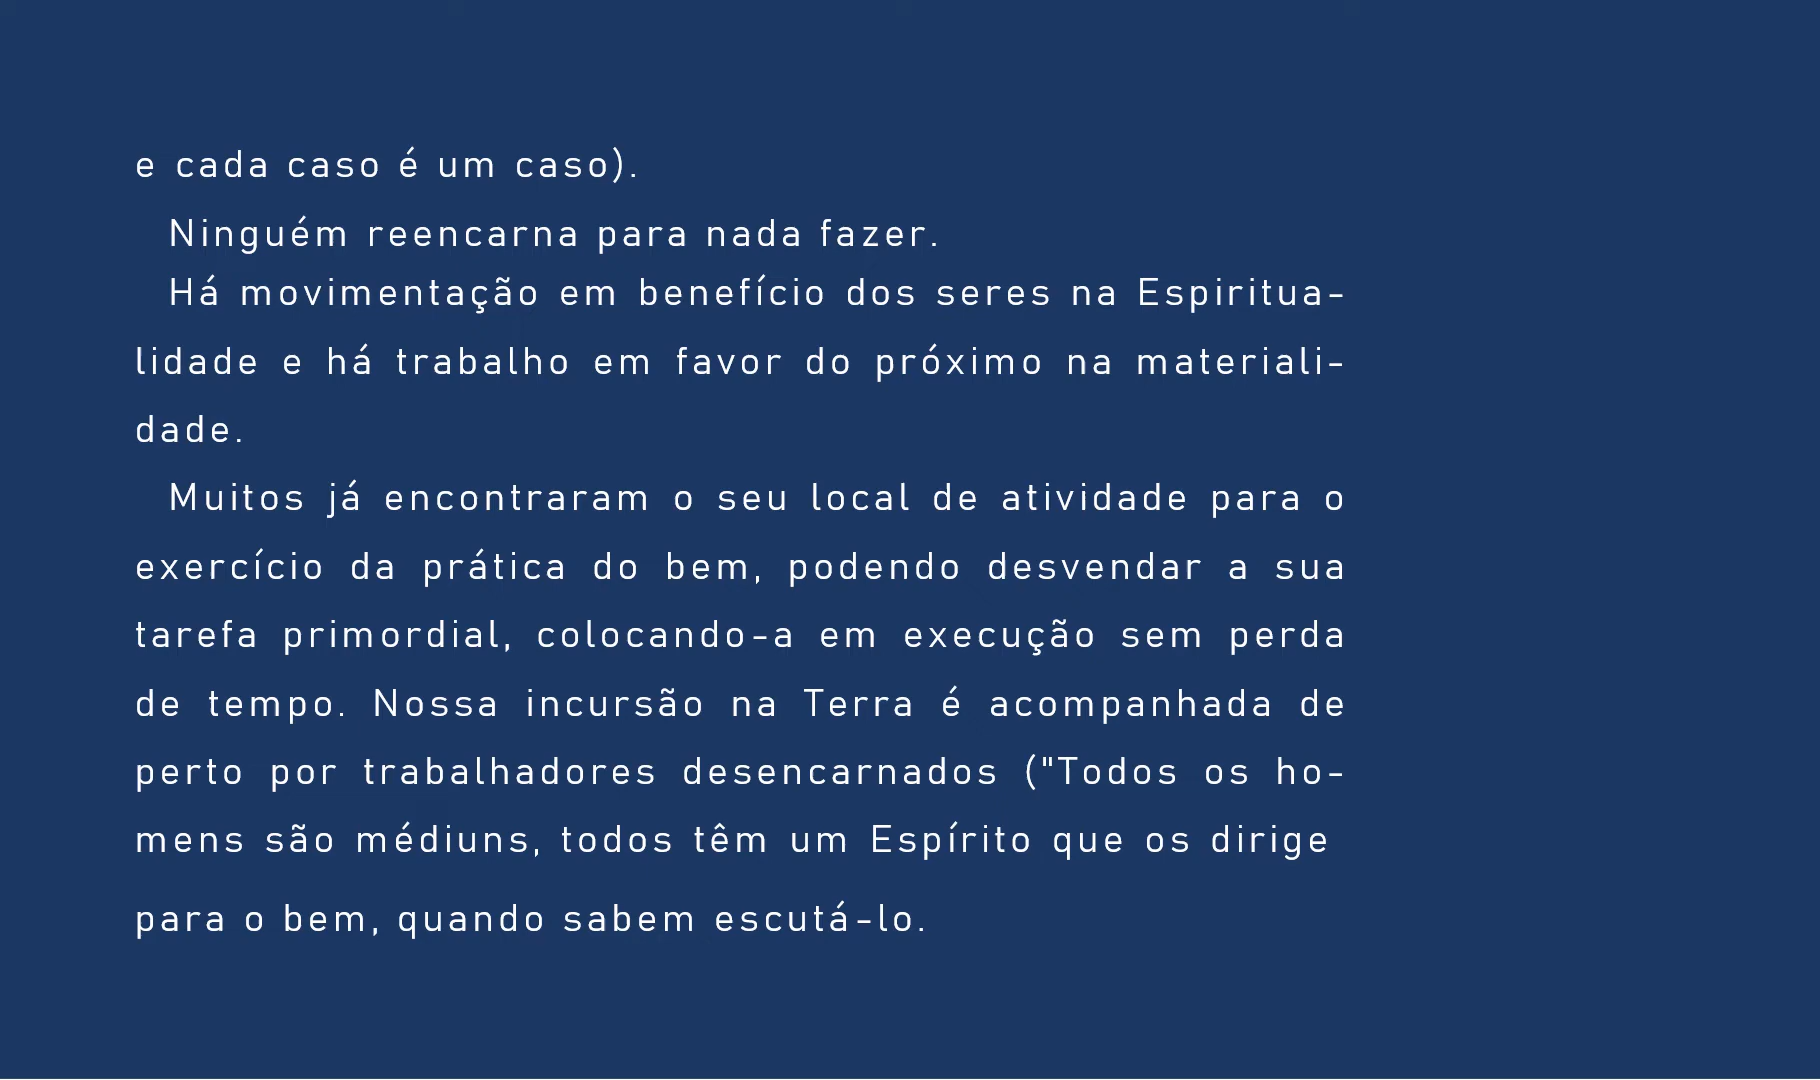 e cada caso é um caso).
Ninguém reencarna para nada fazer.
Há movimentação em benefício dos seres na Espiritua-
lidade e há trabalho em favor do próximo na materiali-
dade.
Muitos já encontraram o seu local de atividade para o
exercício da prática do bem, podendo desvendar a sua
tarefa primordial, colocando-a em execução sem perda
de tempo. Nossa incursão na Terra é acompanhada de
perto por trabalhadores desencarnados ("Todos os ho-
mens são médiuns, todos têm um Espírito que os dirige
para o bem, quando sabem escutá-lo.